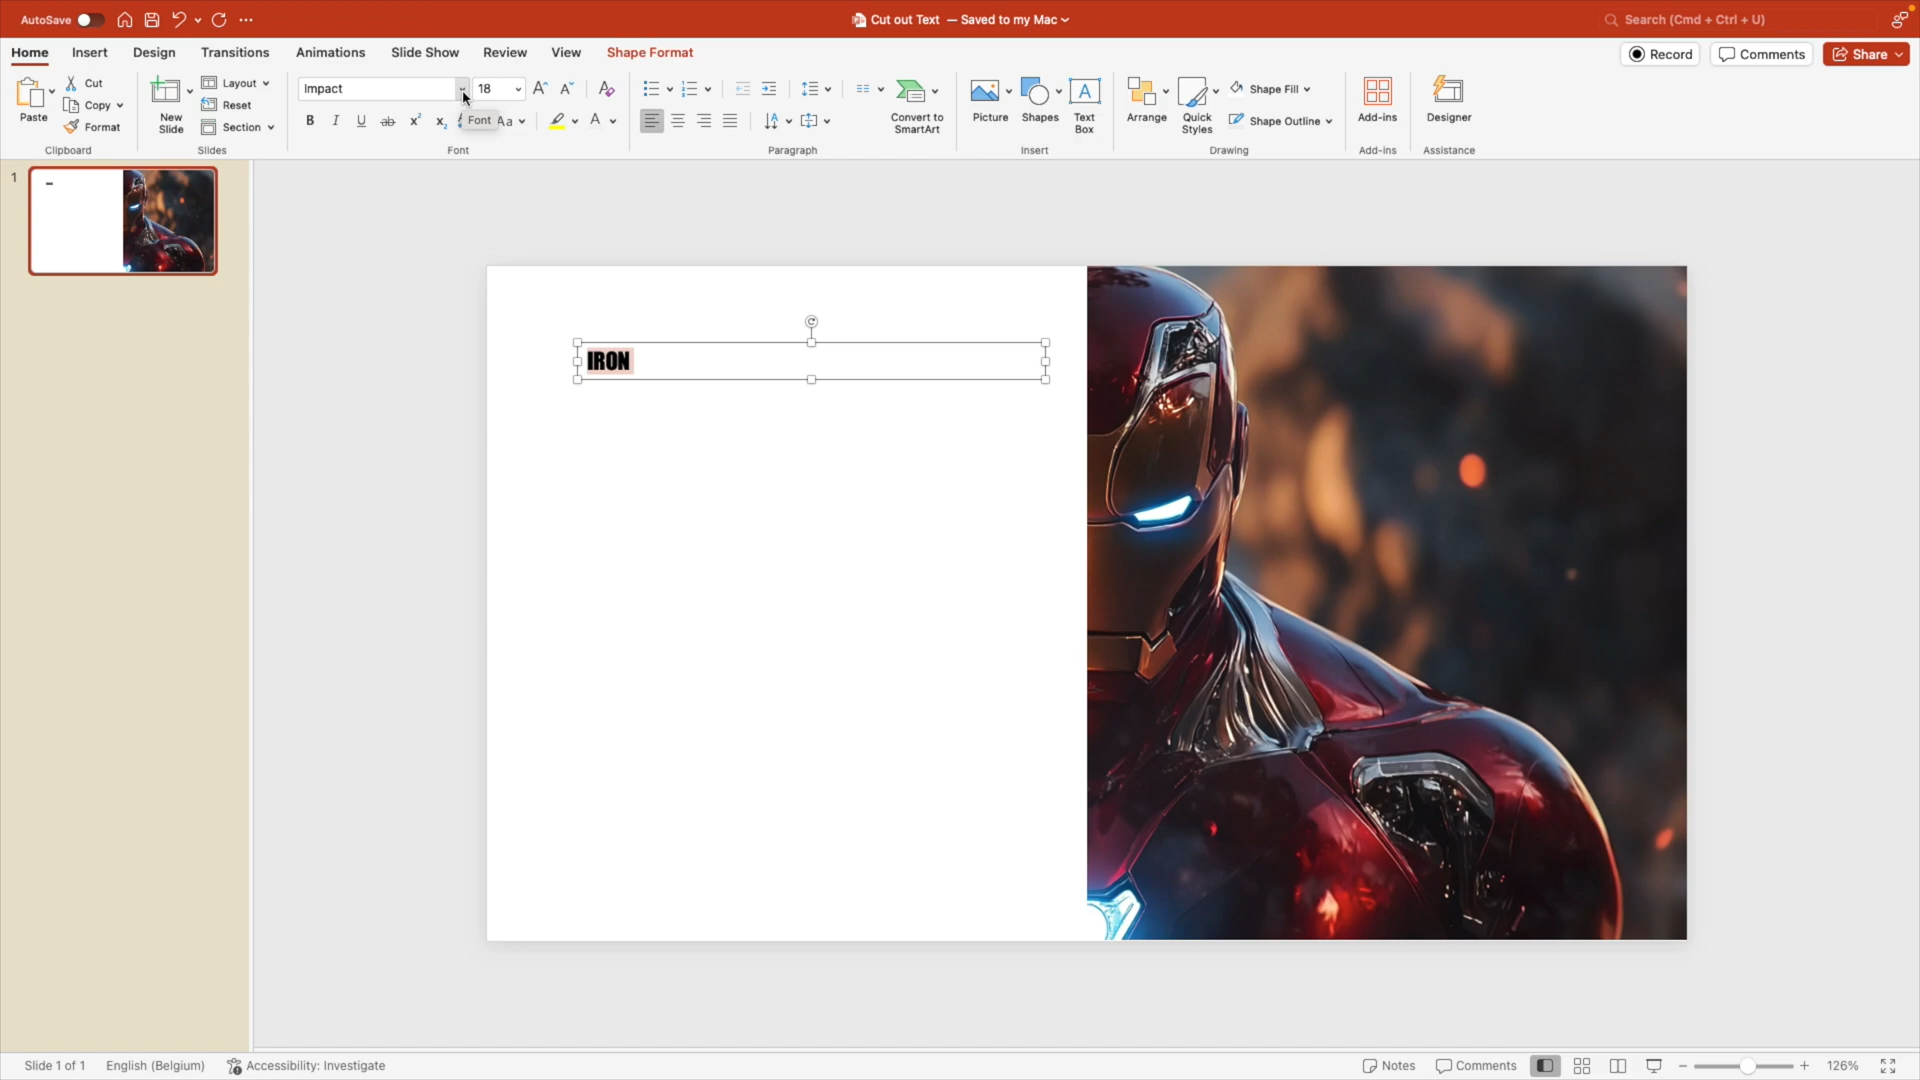 AutoSave
Cut out Text — Saved to my Mac
Search (Cmd + Ctrl + U)
Home Insert Design Transitions Animations Slide Show Review View Shape Format
Record Comments Share
Paste Cut Copy Format
Clipboard
New Slide Layout Reset Section
Slides
Impact 18
B I U ab x² x₂ Font Aa A
Font
Paragraph
Convert to SmartArt
Picture Shapes Text Box
Insert
Arrange Quick Styles Shape Fill Shape Outline
Drawing
Add-ins
Add-ins
Designer
Assistance
1
IRON
Slide 1 of 1 English (Belgium) Accessibility: Investigate Notes Comments 126%